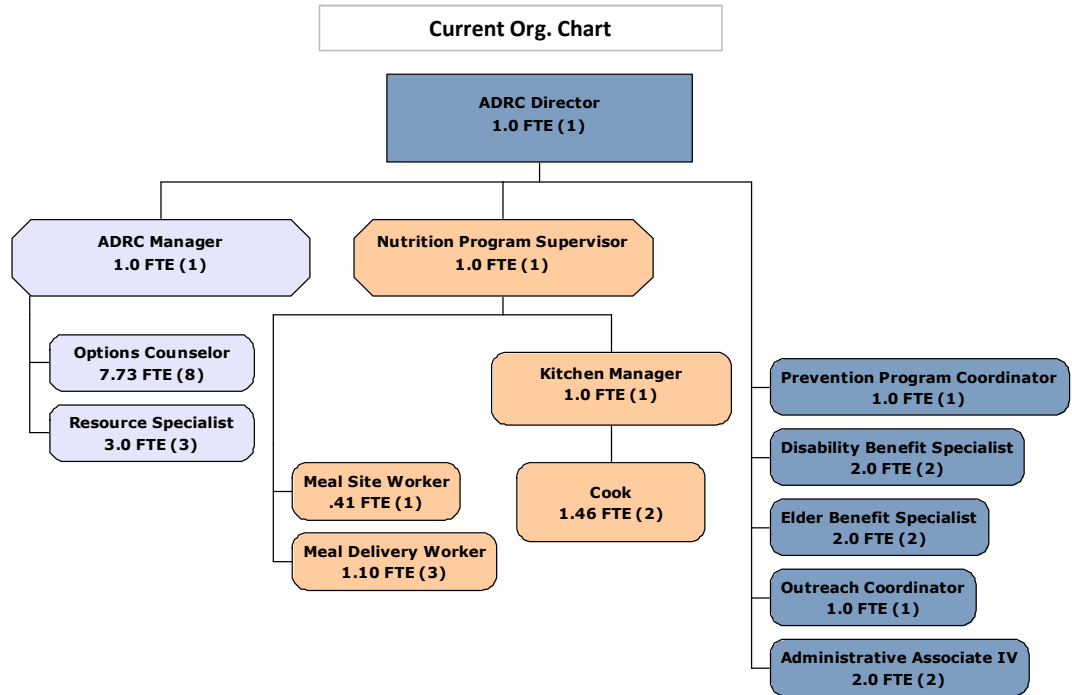 Current Org. Chart
ADRC Director
1.0 FTE (1)
ADRC Manager
1.0 FTE (1)
Options Counselor
7.73 FTE (8)
Resource Specialist
3.0 FTE (3)
Nutrition Program Supervisor
1.0 FTE (1)
Meal Site Worker
.41 FTE (1)
Meal Delivery Worker
1.10 FTE (3)
Kitchen Manager
1.0 FTE (1)
Cook
1.46 FTE (2)
Prevention Program Coordinator
1.0 FTE (1)
Disability Benefit Specialist
2.0 FTE (2)
Elder Benefit Specialist
2.0 FTE (2)
Outreach Coordinator
1.0 FTE (1)
Administrative Associate IV
2.0 FTE (2)